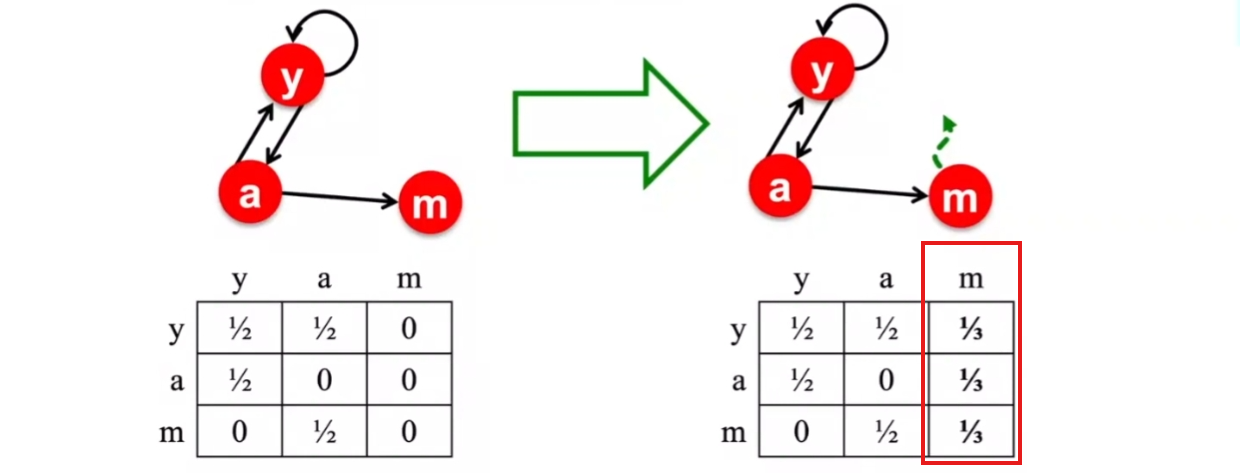 y y
a m a m
y a m y a m
y ½ ½ 0 y ½ ½ ⅓
a ½ 0 0 a ½ 0 ⅓
m 0 ½ 0 m 0 ½ ⅓